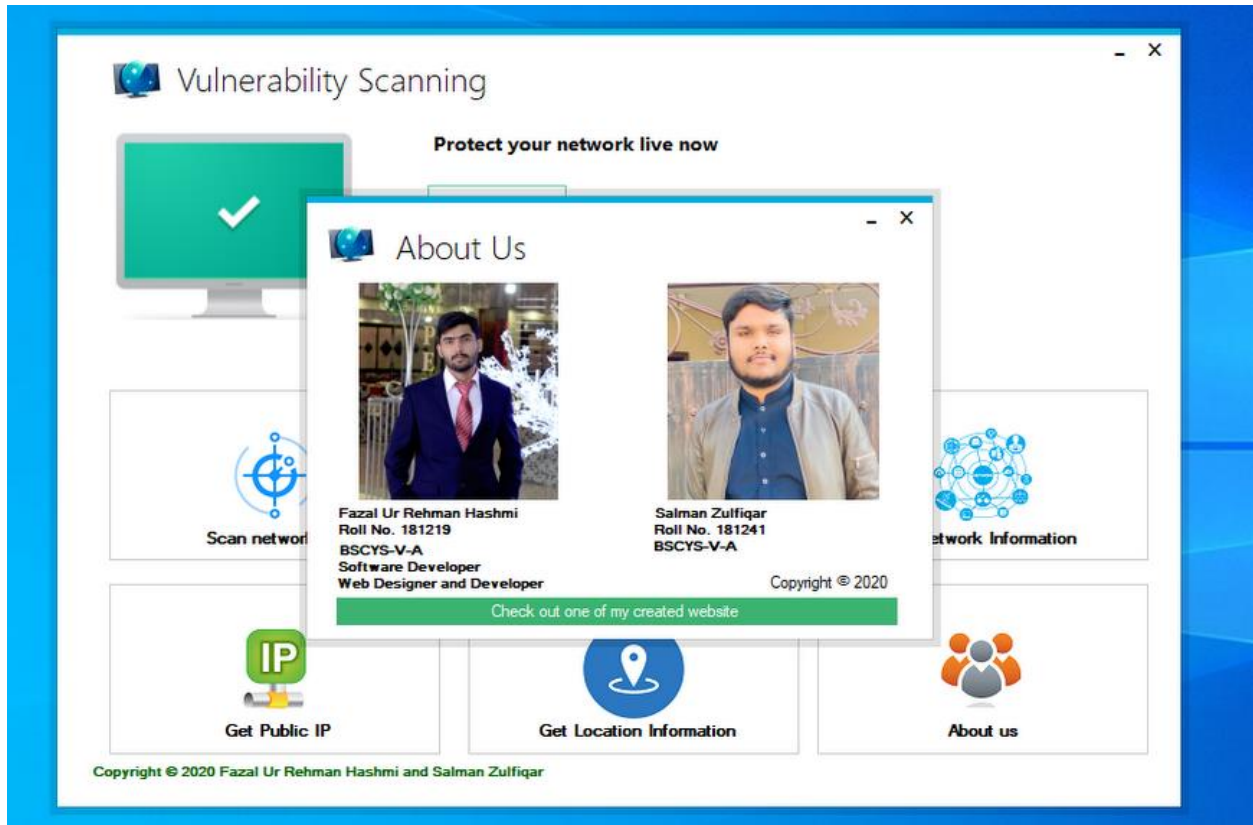 Vulnerability Scanning
Protect your network live now
About Us
Fazal Ur Rehman Hashmi
Roll No. 181219
BSCYS-V-A
Software Developer
Web Designer and Developer
Salman Zulfiqar
Roll No. 181241
BSCYS-V-A
Copyright © 2020
Check out one of my created website
Scan
Information
IP
Get Public IP
Get Location Information
About us
Copyright © 2020 Fazal Ur Rehman Hashmi and Salman Zulfiqar